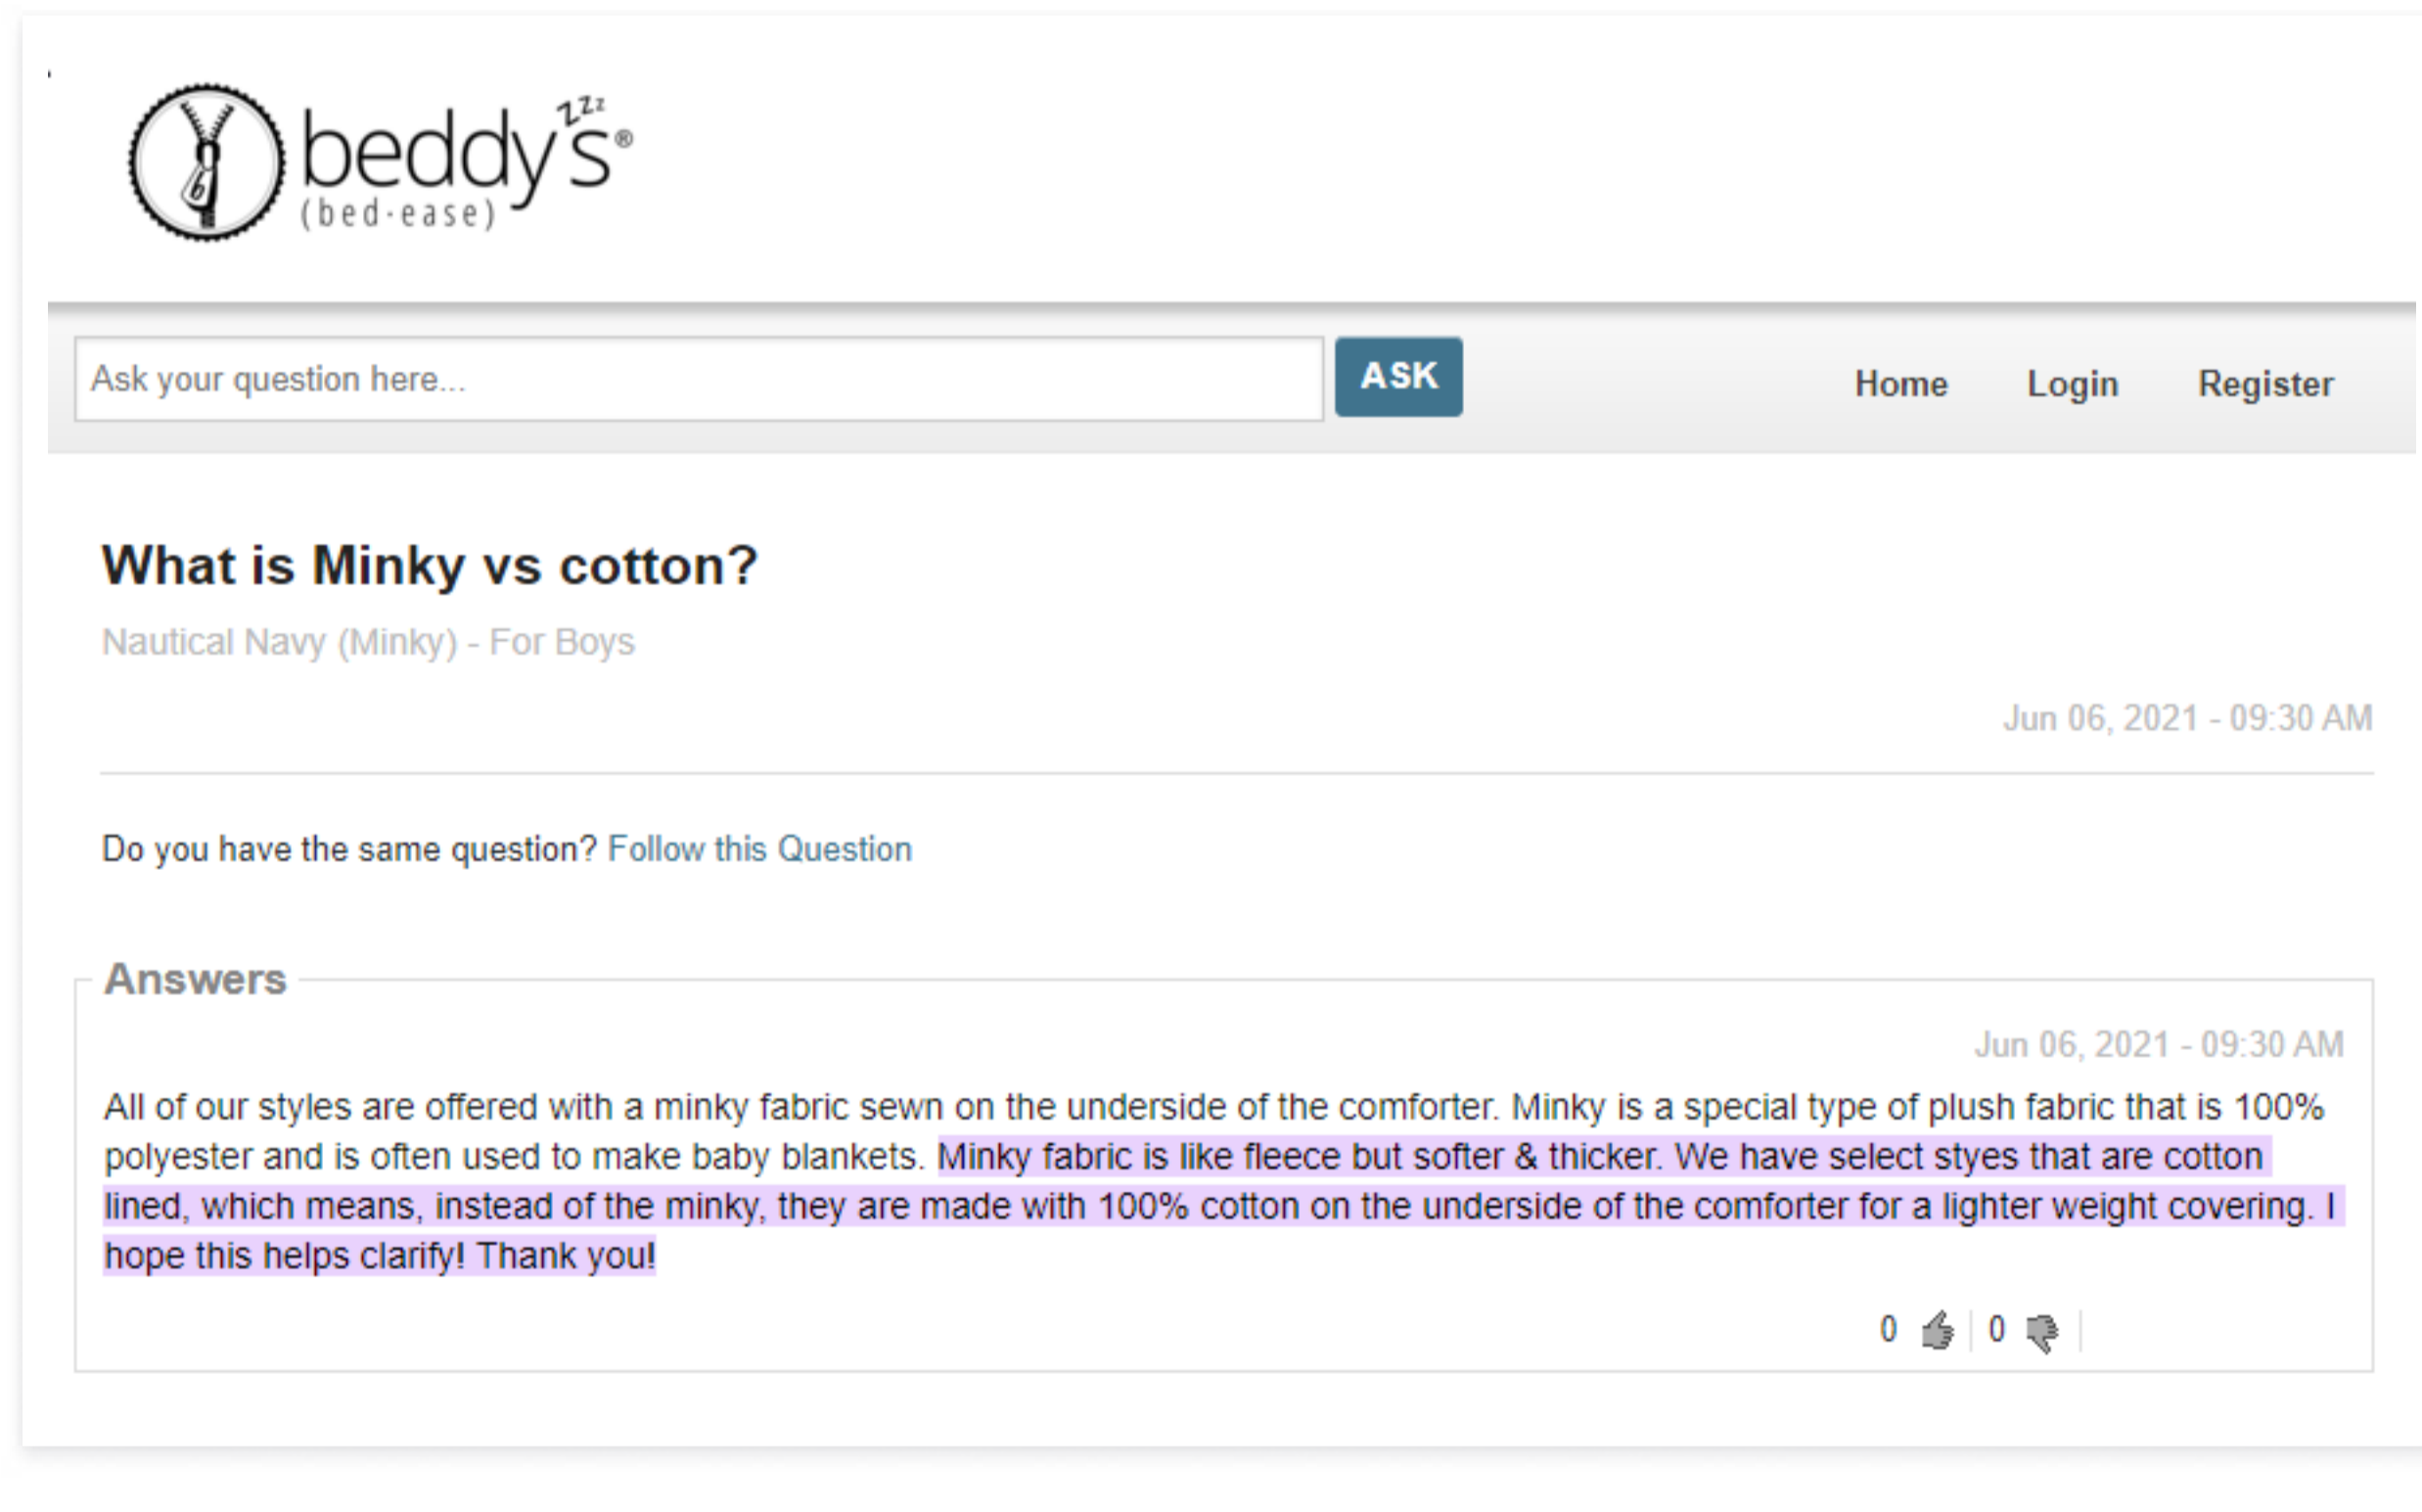 beddy's®
zzz
(bed·ease)
b
Ask your question here...
ASK
Home Login Register
What is Minky vs cotton?
Nautical Navy (Minky) - For Boys
Jun 06, 2021 - 09:30 AM
Do you have the same question? Follow this Question
Answers
Jun 06, 2021 - 09:30 AM
All of our styles are offered with a minky fabric sewn on the underside of the comforter. Minky is a special type of plush fabric that is 100%
polyester and is often used to make baby blankets. Minky fabric is like fleece but softer & thicker. We have select styes that are cotton
lined, which means, instead of the minky, they are made with 100% cotton on the underside of the comforter for a lighter weight covering. I
hope this helps clarify! Thank you!
0 0